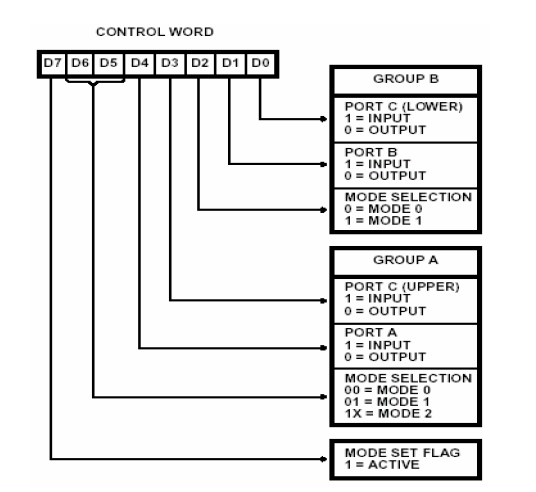 CONTROL WORD
D7 D6 D5 D4 D3 D2 D1 D0
GROUP B
PORT C (LOWER)
1 = INPUT
0 = OUTPUT
PORT B
1 = INPUT
0 = OUTPUT
MODE SELECTION
0 = MODE 0
1 = MODE 1
GROUP A
PORT C (UPPER)
1 = INPUT
0 = OUTPUT
PORT A
1 = INPUT
0 = OUTPUT
MODE SELECTION
00 = MODE 0
01 = MODE 1
1X = MODE 2
MODE SET FLAG
1 = ACTIVE